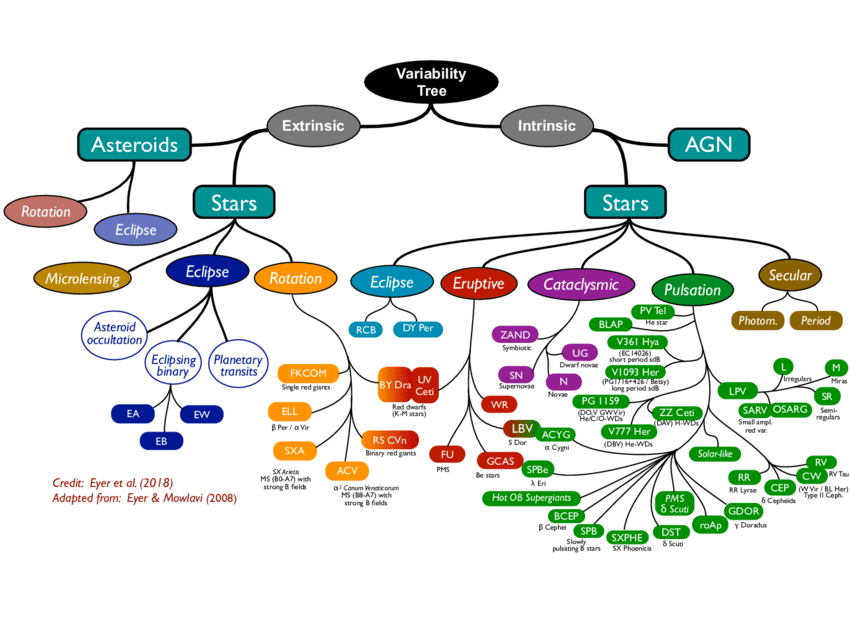 Variability
Tree
Extrinsic
Intrinsic
Asteroids
AGN
Rotation
Eclipse
Stars
Stars
Microlensing
Eclipse
Rotation
Eclipse
Eruptive
Cataclysmic
Pulsation
Secular
Asteroid
occultation
Eclipsing
binary
Planetary
transits
EA
EB
EW
FKCOM
Single red giants
ELL
β Per / α Vir
SXA
SX Arietis
MS (B0-A7) with
strong B fields
ACV
α² Canum Venaticorum
MS (B8-A7) with
strong B fields
BY Dra
UV
Ceti
Red dwarfs
(K-M stars)
RS CVn
Binary red giants
RCB
DY Per
FU
PMS
GCAS
Be stars
WR
LBV
S Dor
ZAND
Symbiotic
SN
Supernovae
UG
Dwarf novae
N
Novae
PV Tel
He star
BLAP
V361 Hya
(EC14026)
short period sdB
V1093 Her
(PG1716+426 / Betsy)
long period sdB
PG 1159
(DO,V GWVir)
He/C/O-WDs
V777 Her
(DBV) He-WDs
ZZ Ceti
(DAV) H-WDs
ACYG
α Cygni
SPBe
λ Eri
Hot OB Supergiants
BCEP
β Cephei
SPB
Slowly
pulsating B stars
SXPHE
SX Phoenicis
PMS
δ Scuti
DST
δ Scuti
roAp
GDOR
γ Doradus
Solar-like
LPV
L
Irregulars
M
Miras
SARV
Small ampl.
red var.
OSARG
SR
Semi-
regulars
RR
RR Lyrae
CEP
δ Cepheids
RV
RV Tau
CW
(W Vir / BL Her)
Type II Ceph.
Photom.
Period
Credit: Eyer et al. (2018)
Adapted from: Eyer & Mowlavi (2008)